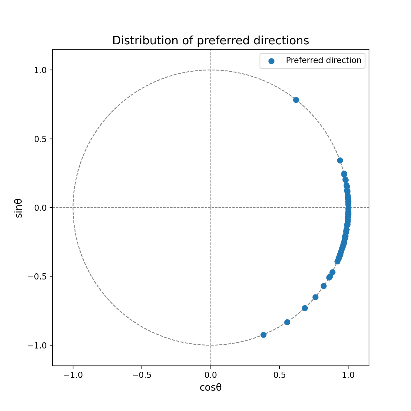 Distribution of preferred directions
Preferred direction
1.0
0.5
0.0
−0.5
−1.0
sinθ
−1.0
−0.5
0.0
0.5
1.0
cosθ